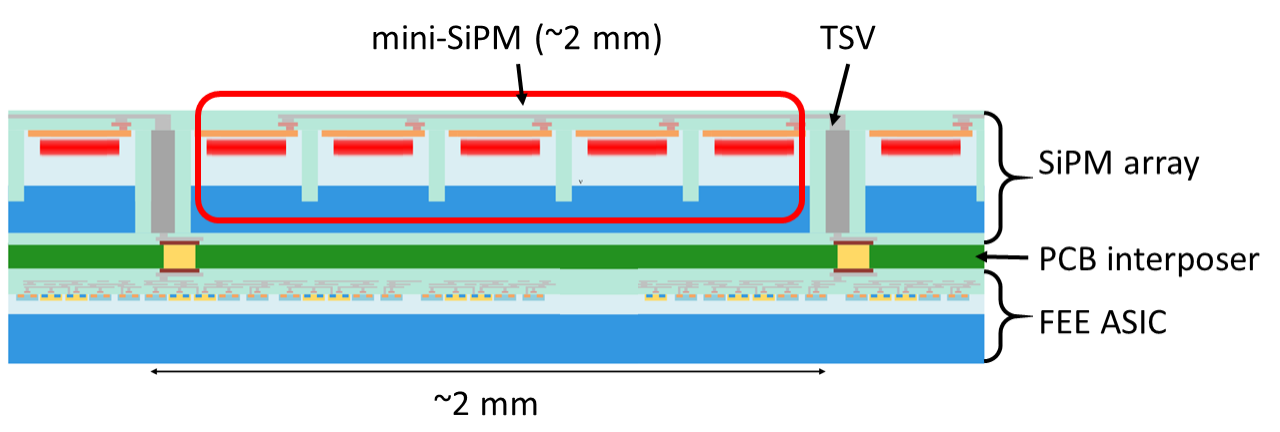 mini-SiPM (~2 mm)
TSV
SiPM array
PCB interposer
FEE ASIC
~2 mm